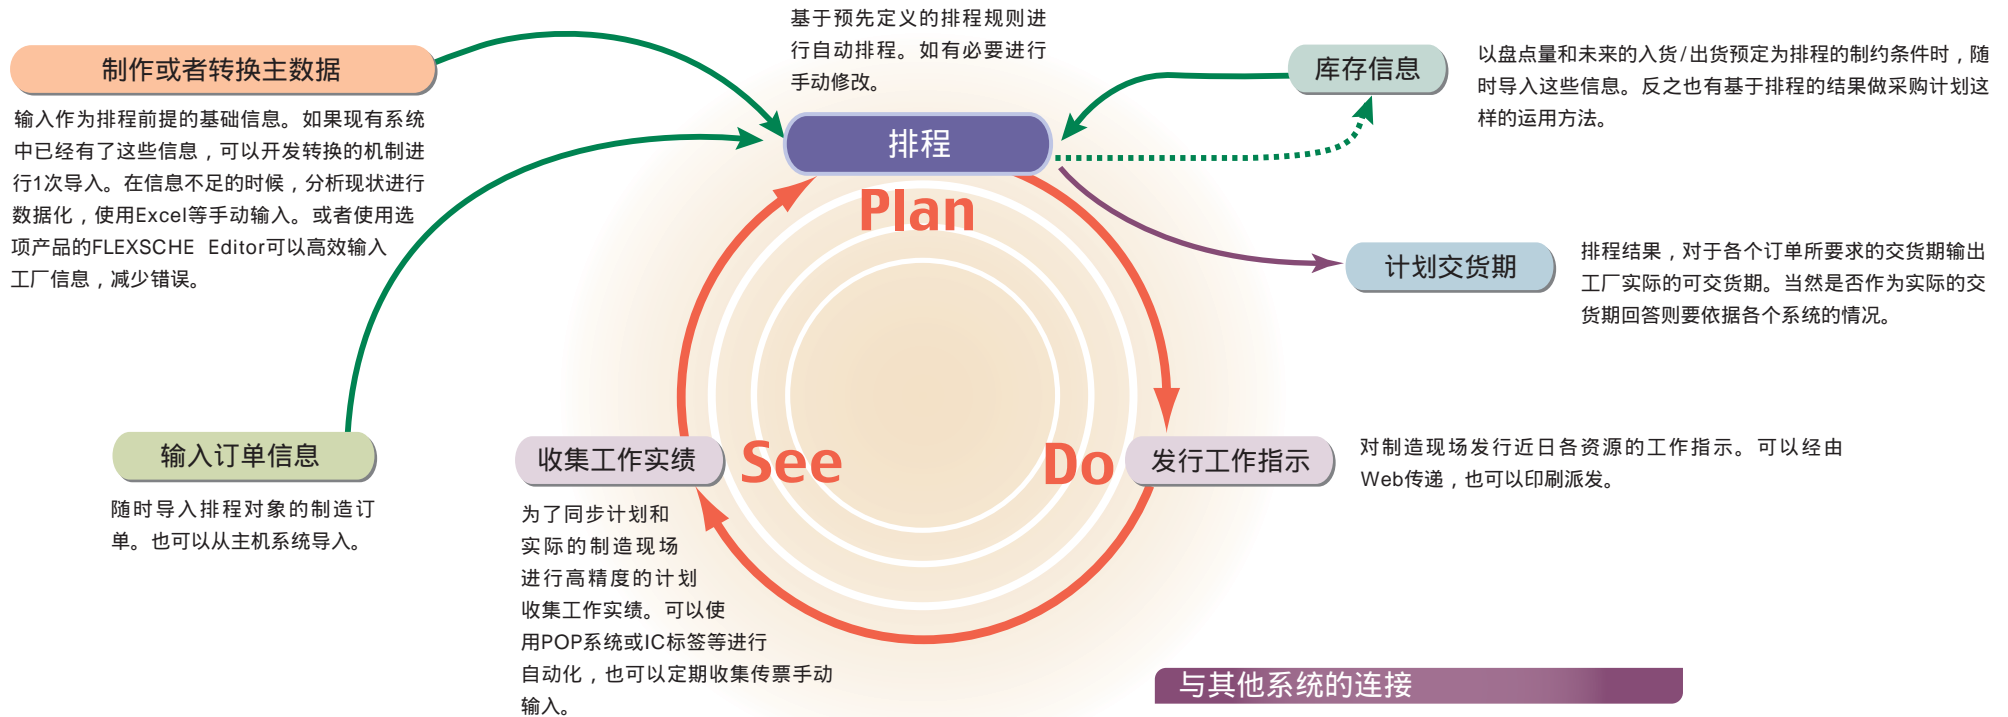 基于预先定义的排程规则进
行自动排程。如有必要进行
手动修改。
制作或者转换主数据
输入作为排程前提的基础信息。如果现有系统
中已经有了这些信息，可以开发转换的机制进
行1次导入。在信息不足的时候，分析现状进行
数据化，使用Excel等手动输入。或者使用选
项产品的FLEXSCHE Editor可以高效输入
工厂信息，减少错误。
排程
Plan
库存信息
以盘点量和未来的入货/出货预定为排程的制约条件时，随
时导入这些信息。反之也有基于排程的结果做采购计划这
样的运用方法。
计划交货期
排程结果，对于各个订单所要求的交货期输出
工厂实际的可交货期。当然是否作为实际的交
货期回答则要依据各个系统的情况。
输入订单信息
随时导入排程对象的制造订
单。也可以从主机系统导入。
收集工作实绩
See
为了同步计划和
实际的制造现场
进行高精度的计划
收集工作实绩。可以使
用POP系统或IC标签等进行
自动化，也可以定期收集传票手动
输入。
Do
发行工作指示
对制造现场发行近日各资源的工作指示。可以经由
Web传递，也可以印刷派发。
与其他系统的连接